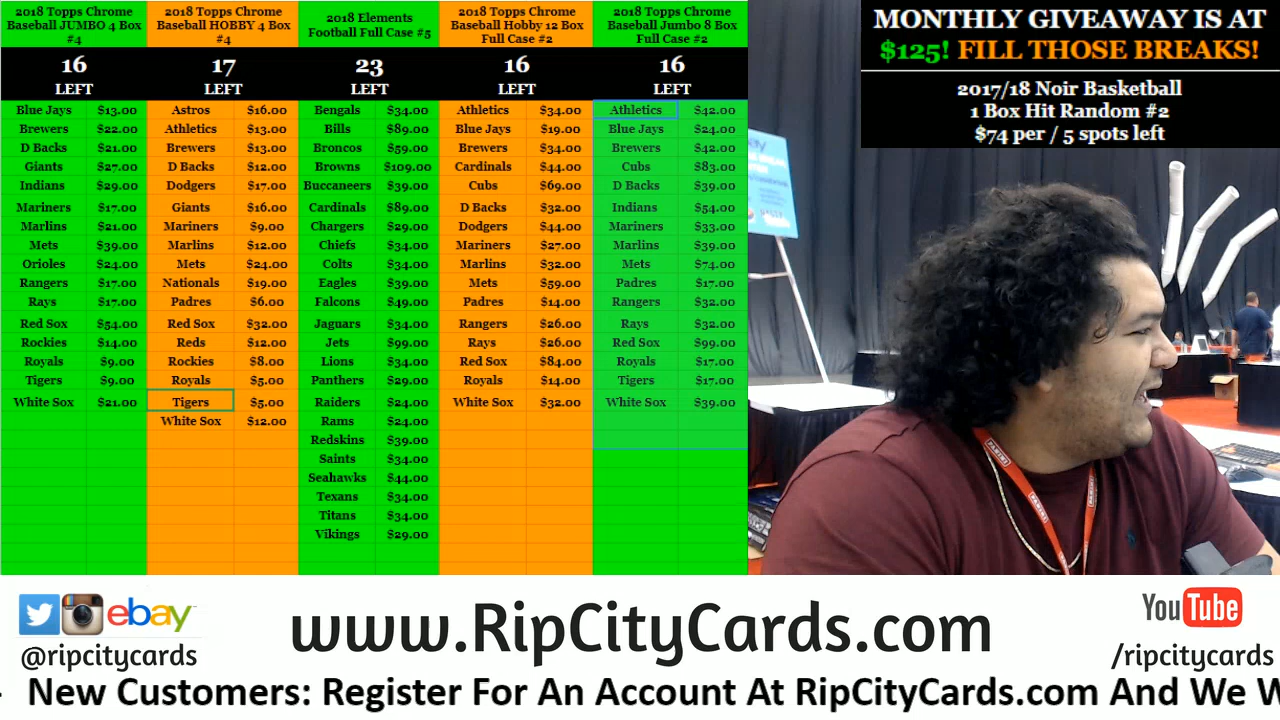 2018 Topps Chrome Baseball JUMBO 4 Box #4
16
LEFT
Blue Jays $13.00
Brewers $22.00
D Backs $21.00
Giants $27.00
Indians $29.00
Mariners $17.00
Marlins $21.00
Mets $39.00
Orioles $24.00
Rangers $17.00
Rays $17.00
Red Sox $54.00
Rockies $14.00
Royals $9.00
Tigers $9.00
White Sox $21.00
2018 Topps Chrome Baseball HOBBY 4 Box #4
17
LEFT
Astros $16.00
Athletics $13.00
Brewers $13.00
D Backs $12.00
Dodgers $17.00
Giants $16.00
Mariners $9.00
Marlins $12.00
Mets $24.00
Nationals $19.00
Padres $6.00
Red Sox $32.00
Reds $12.00
Rockies $8.00
Royals $5.00
Tigers $5.00
White Sox $12.00
2018 Elements Football Full Case #5
23
LEFT
Bengals $34.00
Bills $89.00
Broncos $59.00
Browns $109.00
Buccaneers $39.00
Cardinals $89.00
Chargers $29.00
Chiefs $34.00
Colts $34.00
Eagles $39.00
Falcons $49.00
Jaguars $34.00
Jets $99.00
Lions $34.00
Panthers $29.00
Raiders $24.00
Rams $24.00
Redskins $39.00
Saints $34.00
Seahawks $44.00
Texans $34.00
Titans $34.00
Vikings $29.00
2018 Topps Chrome Baseball Hobby 12 Box Full Case #2
16
LEFT
Athletics $34.00
Blue Jays $19.00
Brewers $34.00
Cardinals $44.00
Cubs $69.00
D Backs $32.00
Dodgers $44.00
Mariners $27.00
Marlins $32.00
Mets $59.00
Padres $14.00
Rangers $26.00
Rays $26.00
Red Sox $84.00
Royals $14.00
White Sox $32.00
2018 Topps Chrome Baseball Jumbo 8 Box Full Case #2
16
LEFT
Athletics $42.00
Blue Jays $24.00
Brewers $42.00
Cubs $83.00
D Backs $39.00
Indians $54.00
Mariners $33.00
Marlins $39.00
Mets $74.00
Padres $17.00
Rangers $32.00
Rays $32.00
Red Sox $99.00
Royals $17.00
Tigers $17.00
White Sox $39.00
MONTHLY GIVEAWAY IS AT
$125! FILL THOSE BREAKS!
2017/18 Noir Basketball
1 Box Hit Random #2
$74 per / 5 spots left
PANINI
ebay
@ripcitycards
www.RipCityCards.com
YouTube
/ripcitycards
New Customers: Register For An Account At RipCityCards.com And We W